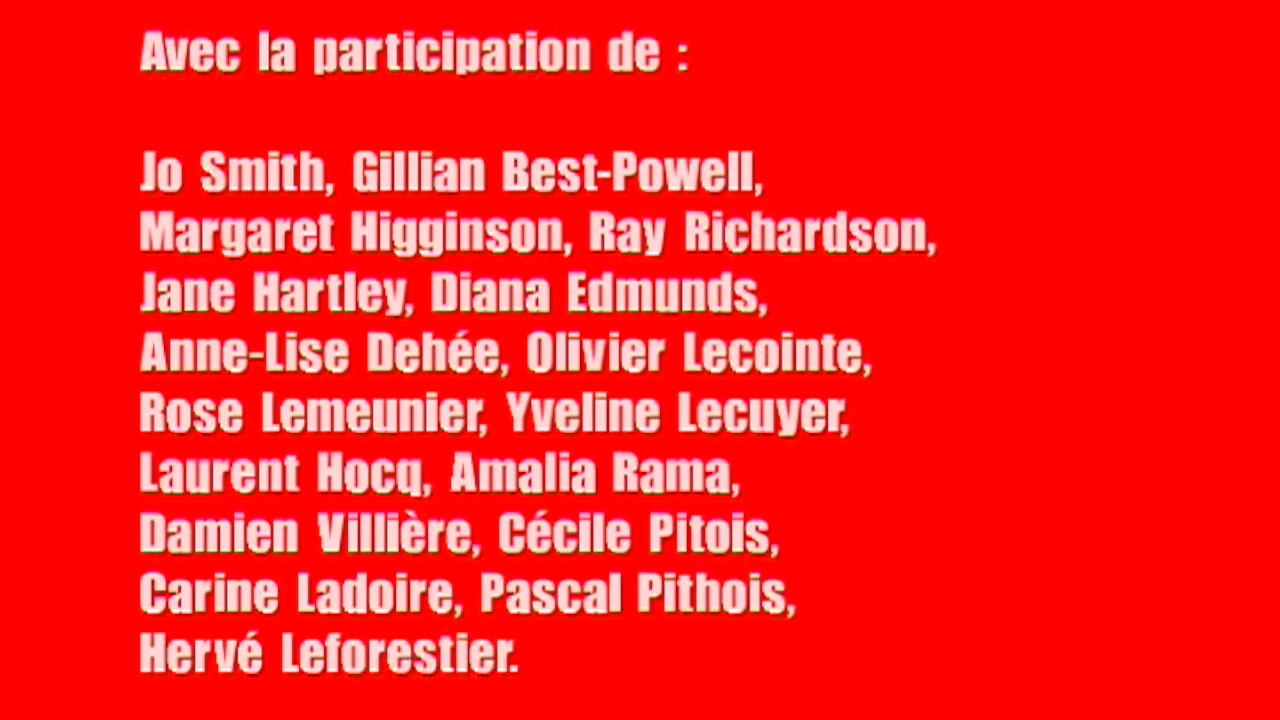 Avec la participation de :
Jo Smith, Gillian Best-Powell,
Margaret Higginson, Ray Richardson,
Jane Hartley, Diana Edmunds,
Anne-Lise Dehée, Olivier Lecointe,
Rose Lemeunier, Yveline Lecuyer,
Laurent Hocq, Amalia Rama,
Damien Villière, Cécile Pitois,
Carine Ladoire, Pascal Pithois,
Hervé Leforestier.